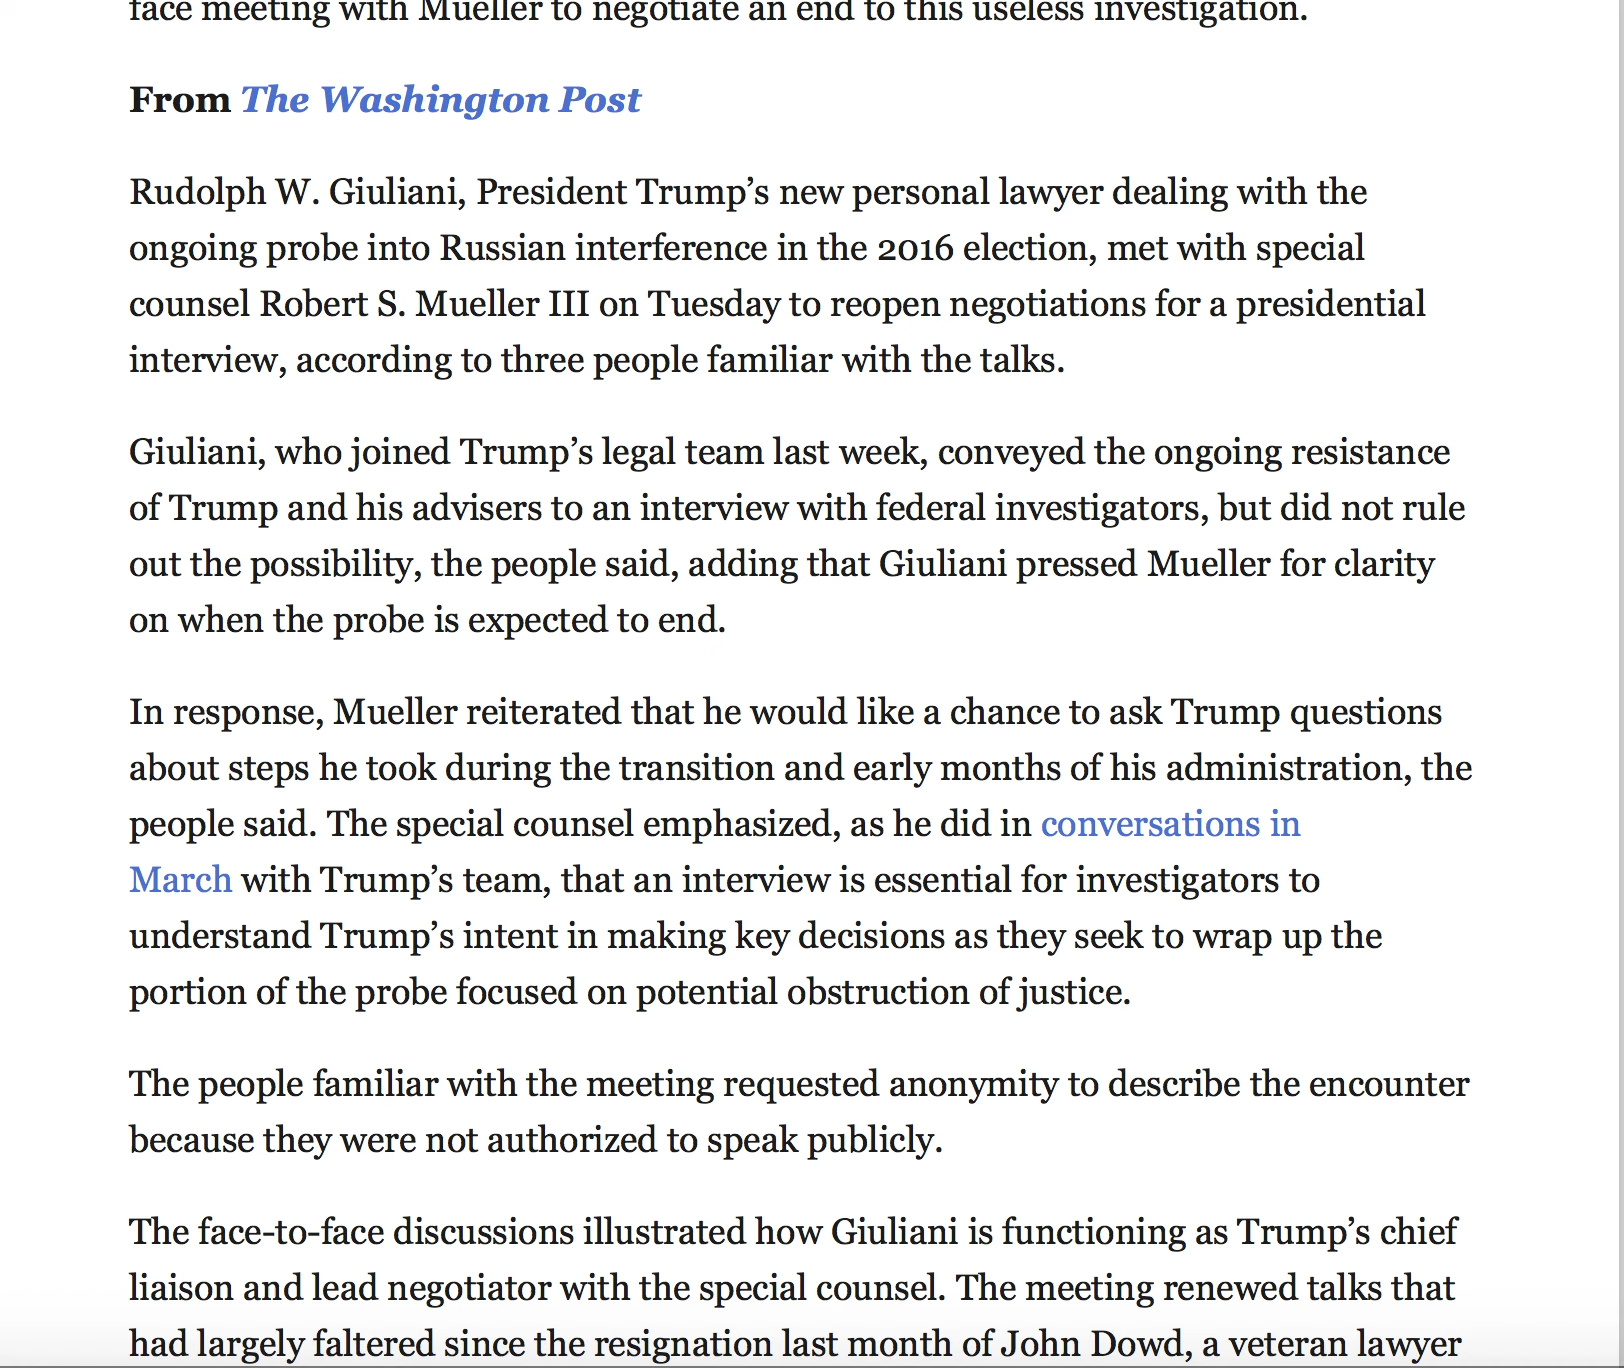 face meeting with Mueller to negotiate an end to this useless investigation.
From The Washington Post
Rudolph W. Giuliani, President Trump’s new personal lawyer dealing with the
ongoing probe into Russian interference in the 2016 election, met with special
counsel Robert S. Mueller III on Tuesday to reopen negotiations for a presidential
interview, according to three people familiar with the talks.
Giuliani, who joined Trump’s legal team last week, conveyed the ongoing resistance
of Trump and his advisers to an interview with federal investigators, but did not rule
out the possibility, the people said, adding that Giuliani pressed Mueller for clarity
on when the probe is expected to end.
In response, Mueller reiterated that he would like a chance to ask Trump questions
about steps he took during the transition and early months of his administration, the
people said. The special counsel emphasized, as he did in conversations in
March with Trump’s team, that an interview is essential for investigators to
understand Trump’s intent in making key decisions as they seek to wrap up the
portion of the probe focused on potential obstruction of justice.
The people familiar with the meeting requested anonymity to describe the encounter
because they were not authorized to speak publicly.
The face-to-face discussions illustrated how Giuliani is functioning as Trump’s chief
liaison and lead negotiator with the special counsel. The meeting renewed talks that
had largely faltered since the resignation last month of John Dowd, a veteran lawyer